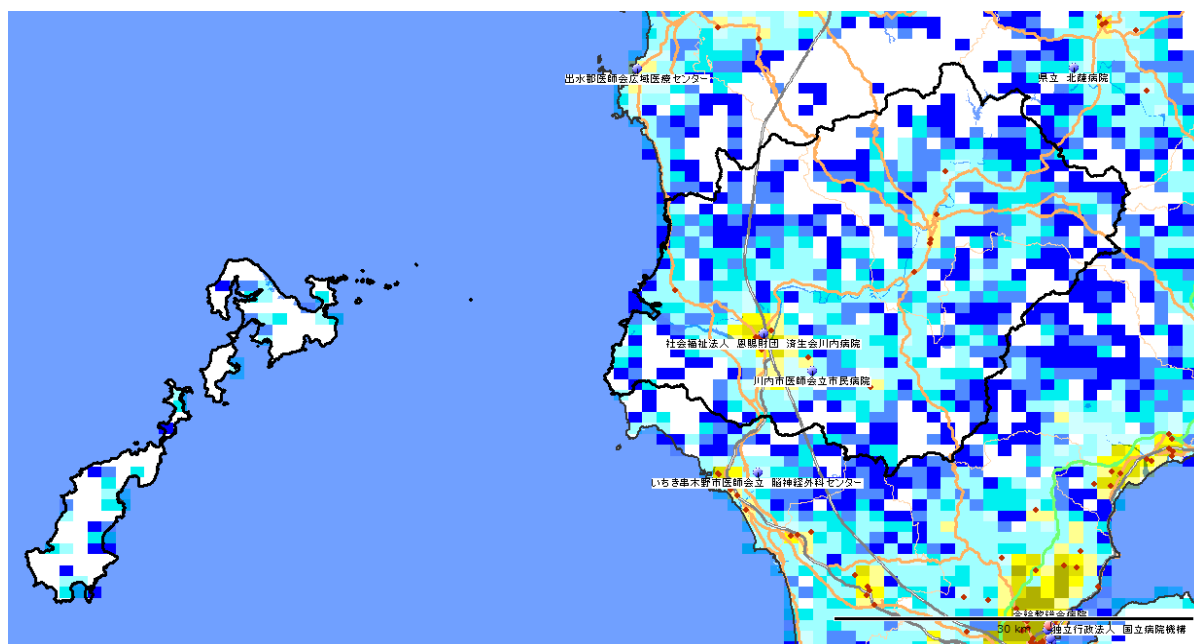 出水郡医師会広域医療センター
県立 北薩病院
社会福祉法人 恩賜財団 済生会川内病院
川内市医師会立市民病院
いちき串木野市医師会立 脳神経外科センター
30 km
独立行政法人 国立病院機構